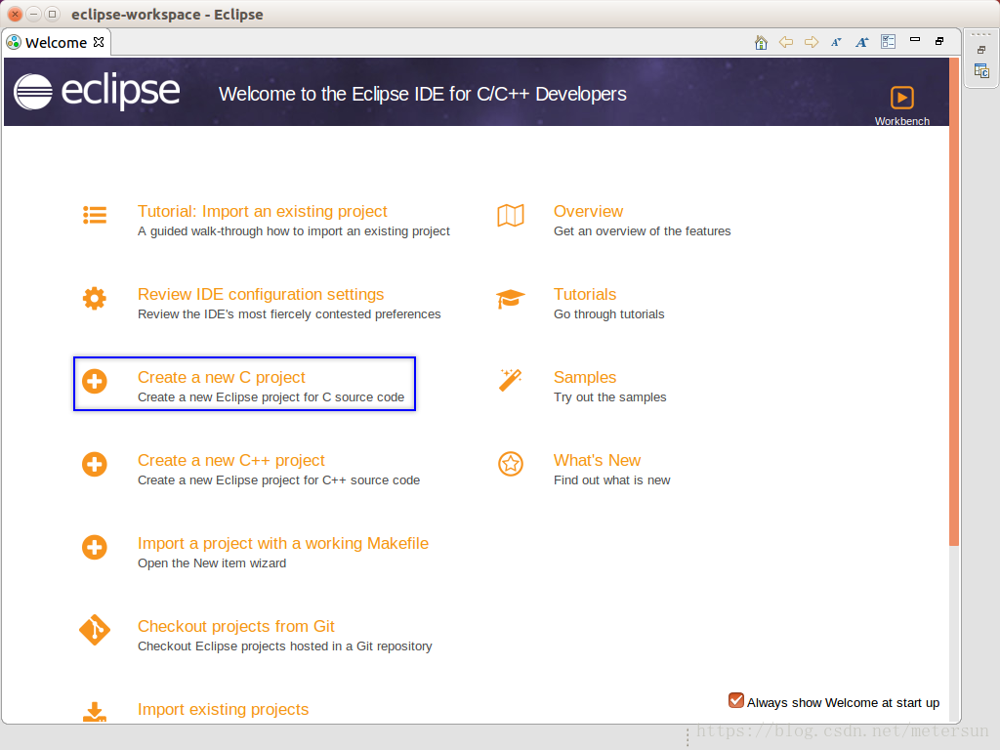 eclipse-workspace - Eclipse
Welcome
eclipse
Welcome to the Eclipse IDE for C/C++ Developers
Workbench
Tutorial: Import an existing project
A guided walk-through how to import an existing project
Overview
Get an overview of the features
Review IDE configuration settings
Review the IDE's most fiercely contested preferences
Tutorials
Go through tutorials
Create a new C project
Create a new Eclipse project for C source code
Samples
Try out the samples
Create a new C++ project
Create a new Eclipse project for C++ source code
What's New
Find out what is new
Import a project with a working Makefile
Open the New item wizard
Checkout projects from Git
Checkout Eclipse projects hosted in a Git repository
Import existing projects
Always show Welcome at start up
https://blog.csdn.net/metersun